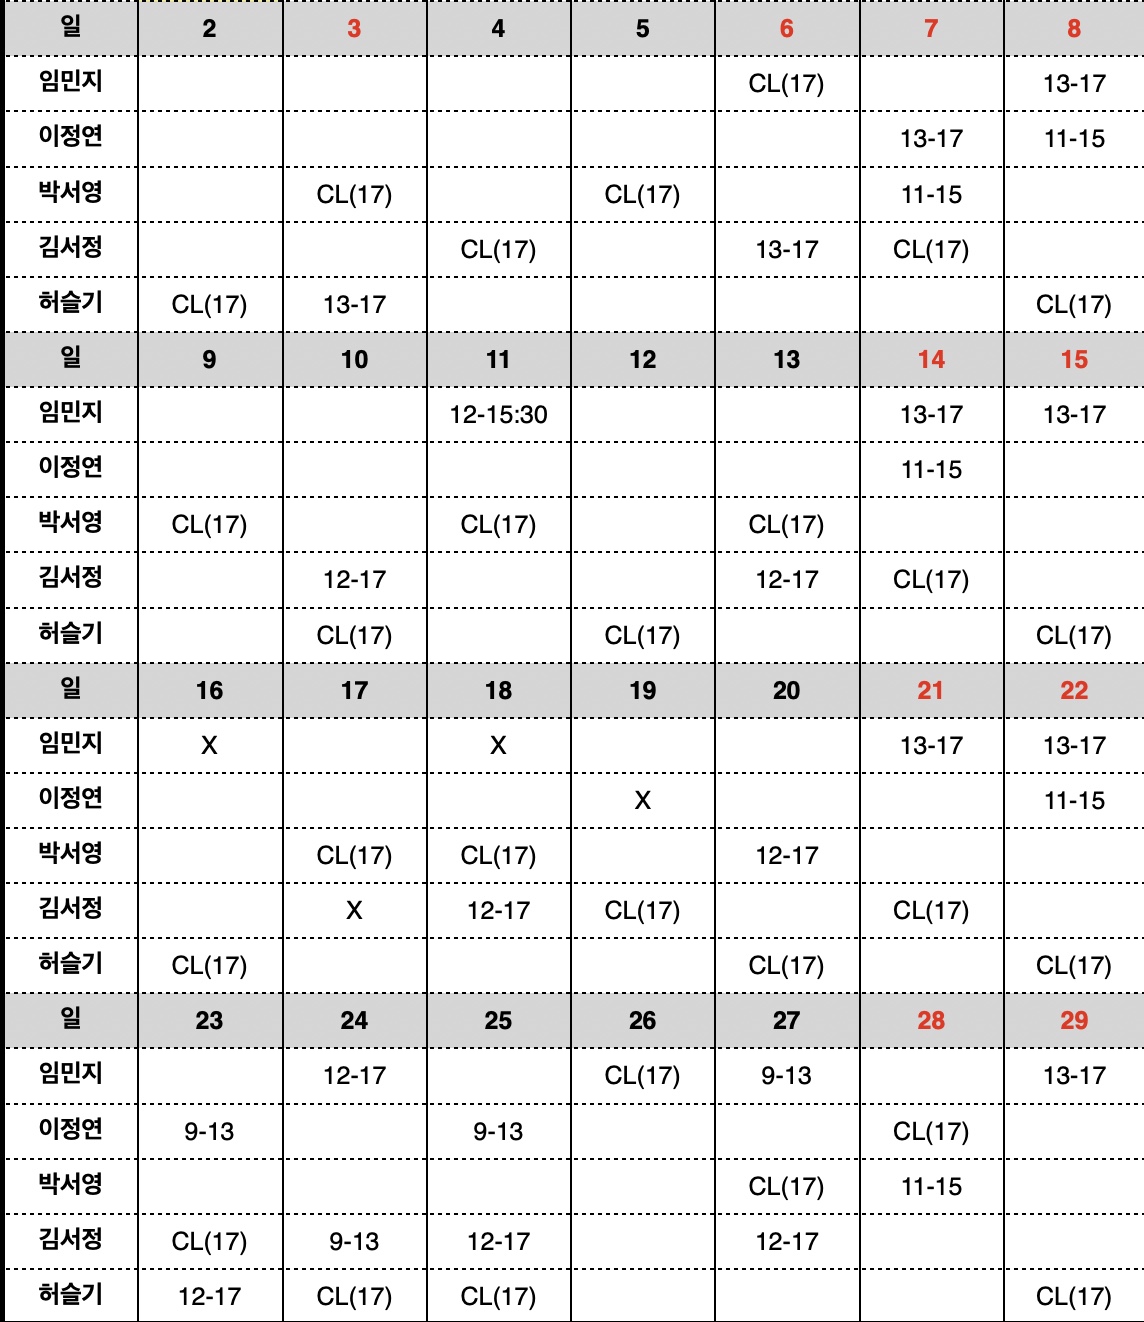 일 2 3 4 5 6 7 8
임민지 CL(17) 13-17
이정연 13-17 11-15
박서영 CL(17) CL(17) 11-15
김서정 CL(17) 13-17 CL(17)
허슬기 CL(17) 13-17 CL(17)
일 9 10 11 12 13 14 15
임민지 12-15:30 13-17 13-17
이정연 11-15
박서영 CL(17) CL(17) CL(17)
김서정 12-17 12-17 CL(17)
허슬기 CL(17) CL(17) CL(17)
일 16 17 18 19 20 21 22
임민지 X X 13-17 13-17
이정연 X 11-15
박서영 CL(17) CL(17) 12-17
김서정 X 12-17 CL(17) CL(17)
허슬기 CL(17) CL(17) CL(17)
일 23 24 25 26 27 28 29
임민지 12-17 CL(17) 9-13 13-17
이정연 9-13 9-13 CL(17)
박서영 CL(17) 11-15
김서정 CL(17) 9-13 12-17 12-17
허슬기 12-17 CL(17) CL(17) CL(17)